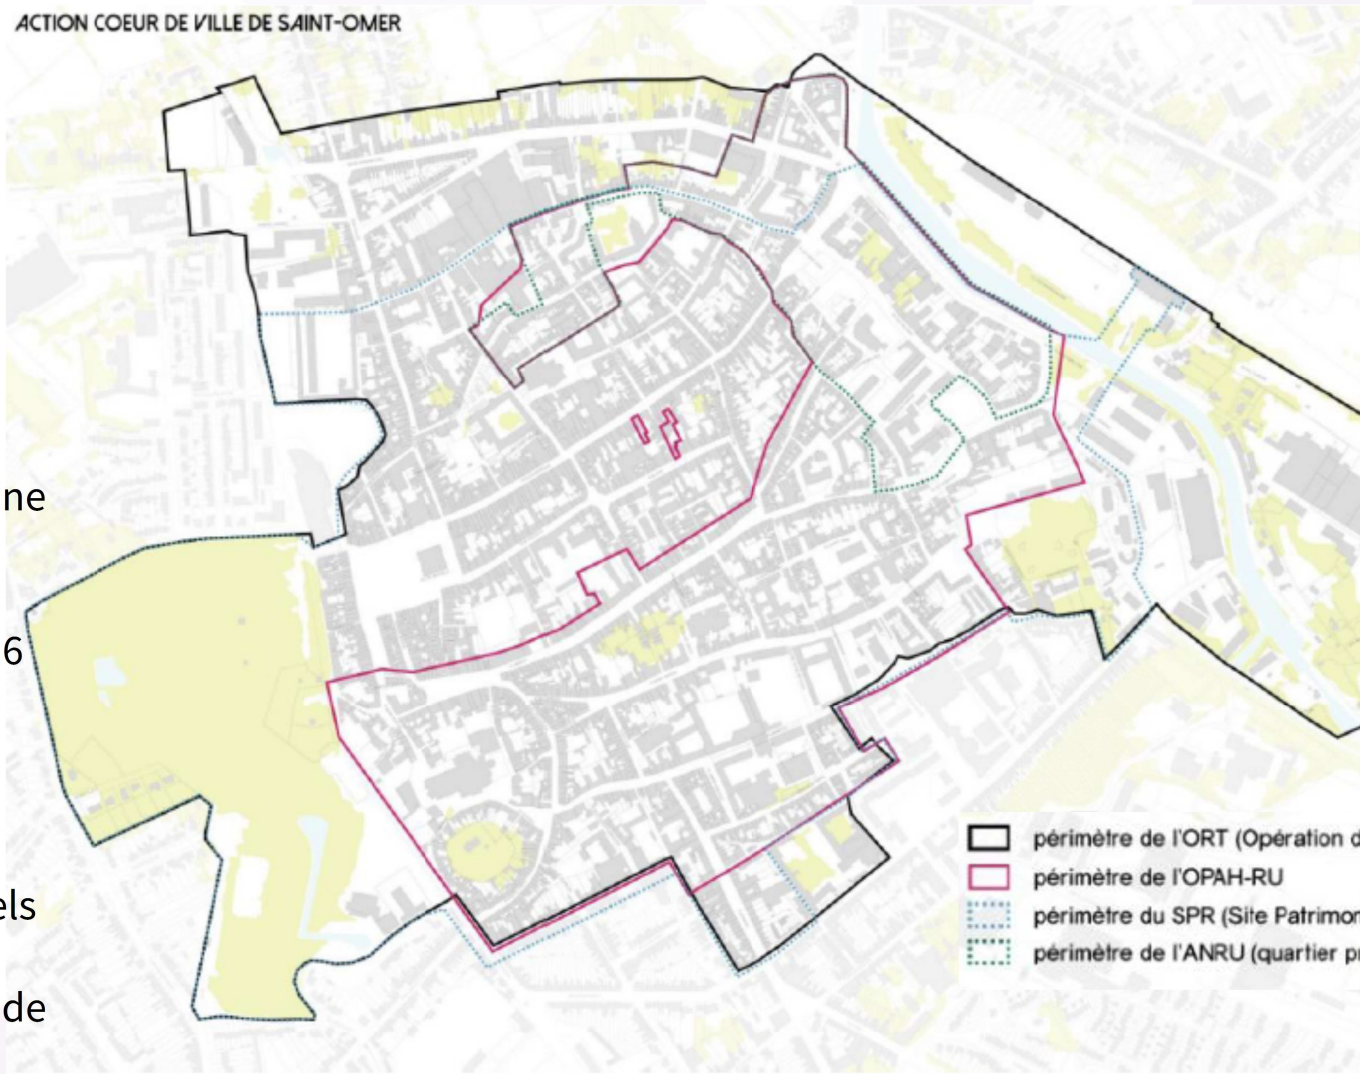 ACTION COEUR DE VILLE DE SAINT-OMER
ne
6
els
de
périmètre de l'ORT (Opération d
périmètre de l'OPAH-RU
périmètre du SPR (Site Patrimon
périmètre de l'ANRU (quartier pr